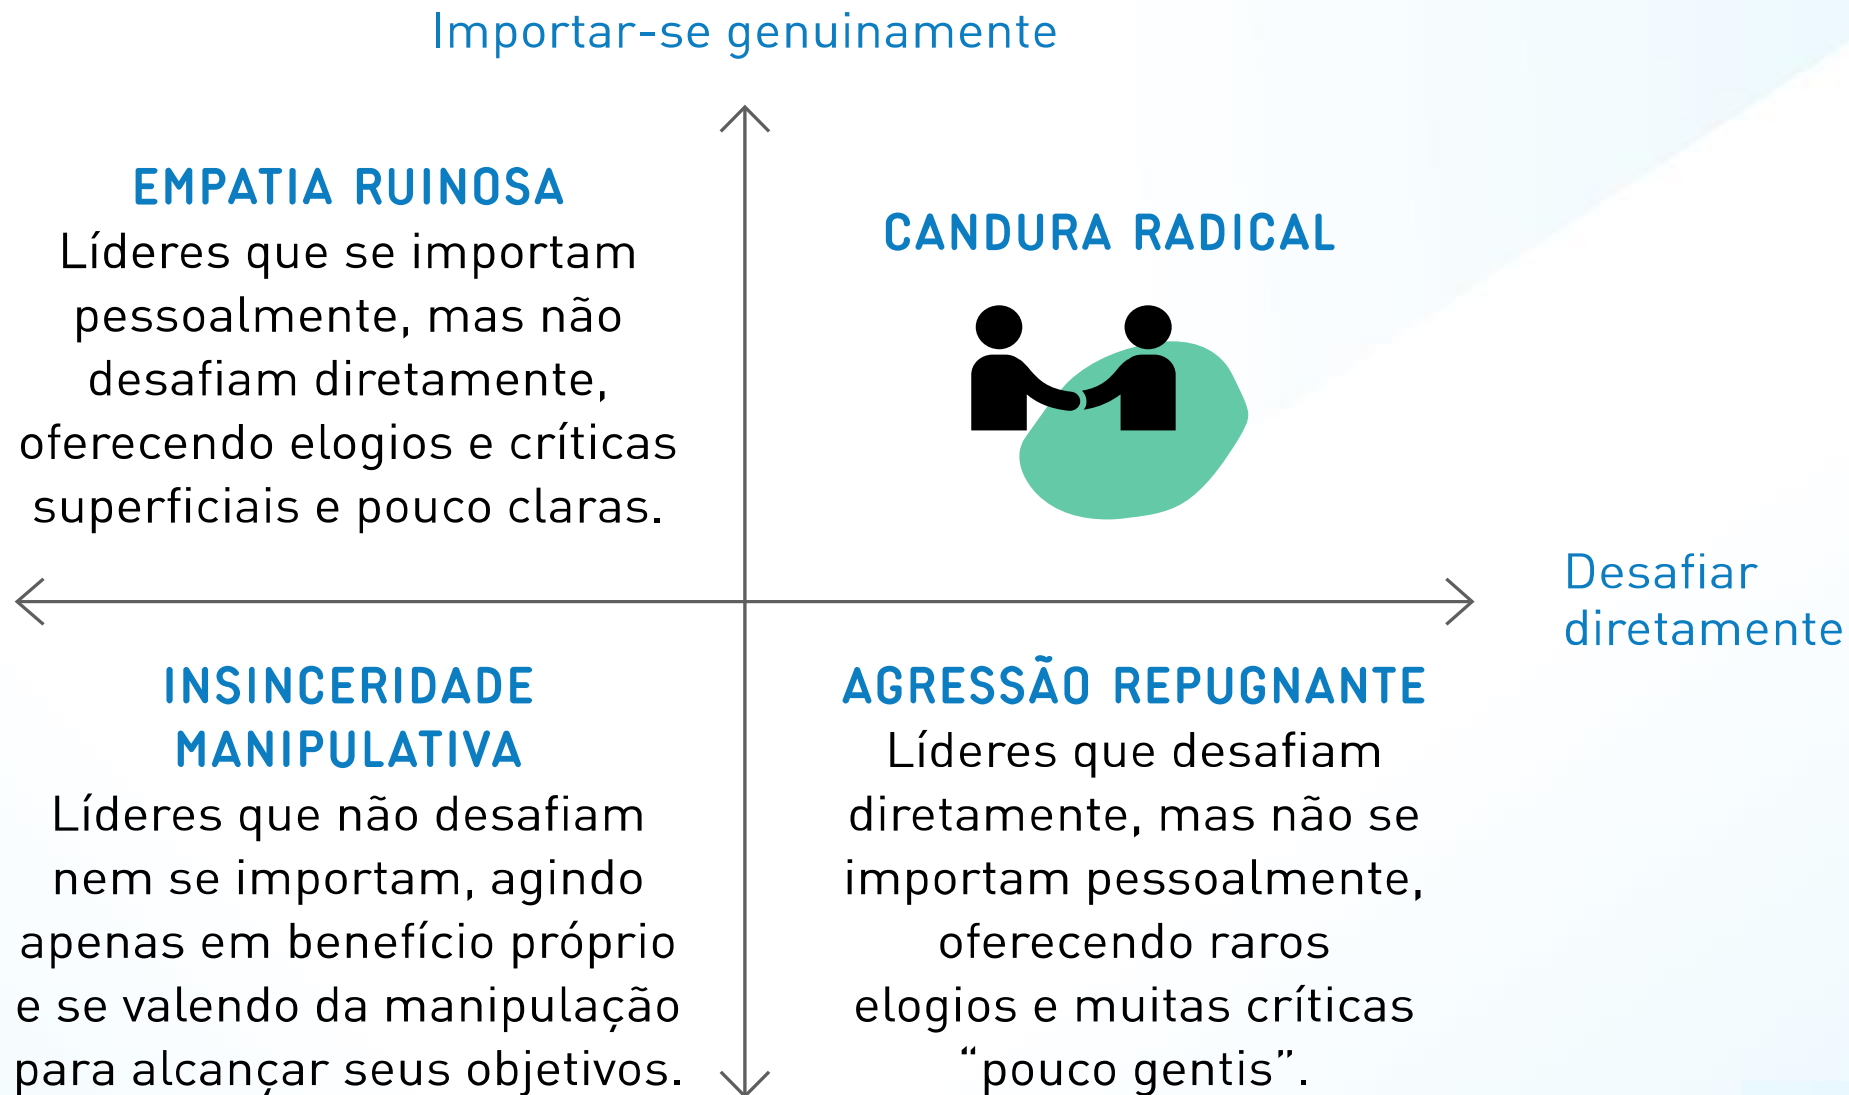 Importar-se genuinamente
EMPATIA RUINOSA
Líderes que se importam
pessoalmente, mas não
desafiam diretamente,
oferecendo elogios e críticas
superficiais e pouco claras.
CANDURA RADICAL
Desafiar
diretamente
INSINCERIDADE
MANIPULATIVA
Líderes que não desafiam
nem se importam, agindo
apenas em benefício próprio
e se valendo da manipulação
para alcançar seus objetivos.
AGRESSÃO REPUGNANTE
Líderes que desafiam
diretamente, mas não se
importam pessoalmente,
oferecendo raros
elogios e muitas críticas
“pouco gentis”.